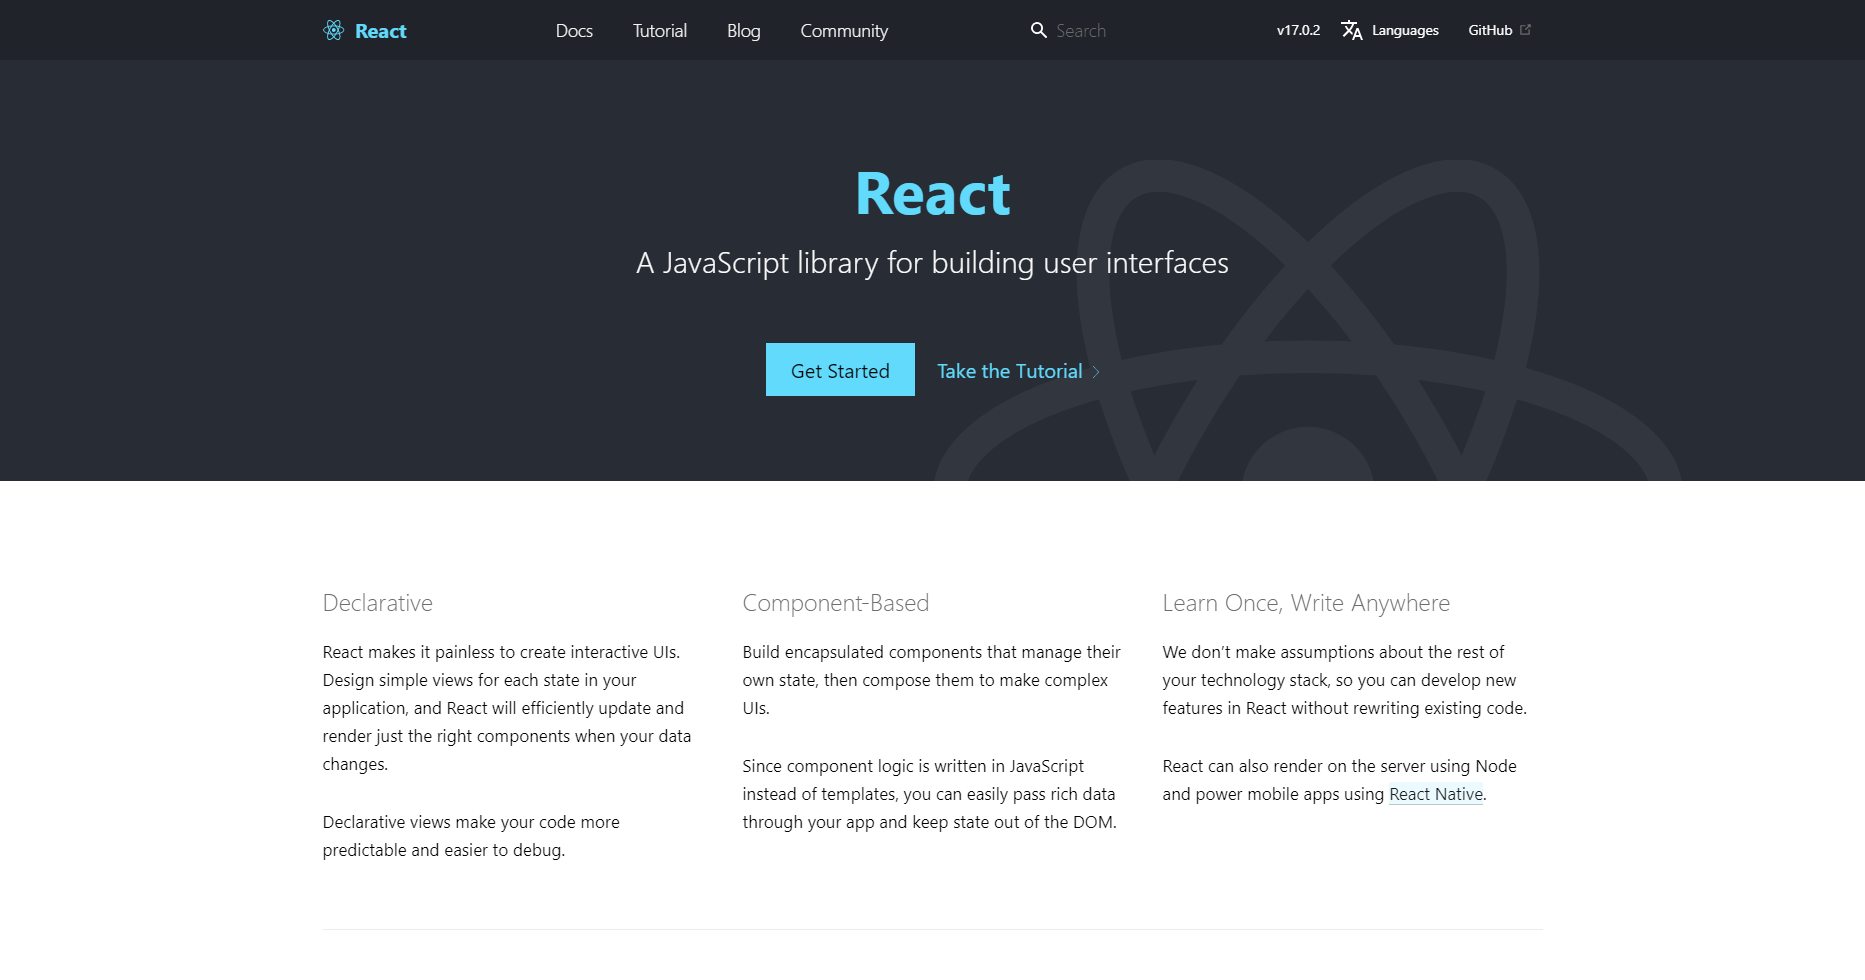 React Docs Tutorial Blog Community Search v17.0.2 Languages GitHub
React
A JavaScript library for building user interfaces
Get Started Take the Tutorial
Declarative
React makes it painless to create interactive UIs.
Design simple views for each state in your
application, and React will efficiently update and
render just the right components when your data
changes.
Declarative views make your code more
predictable and easier to debug.
Component-Based
Build encapsulated components that manage their
own state, then compose them to make complex
UIs.
Since component logic is written in JavaScript
instead of templates, you can easily pass rich data
through your app and keep state out of the DOM.
Learn Once, Write Anywhere
We don’t make assumptions about the rest of
your technology stack, so you can develop new
features in React without rewriting existing code.
React can also render on the server using Node
and power mobile apps using React Native.